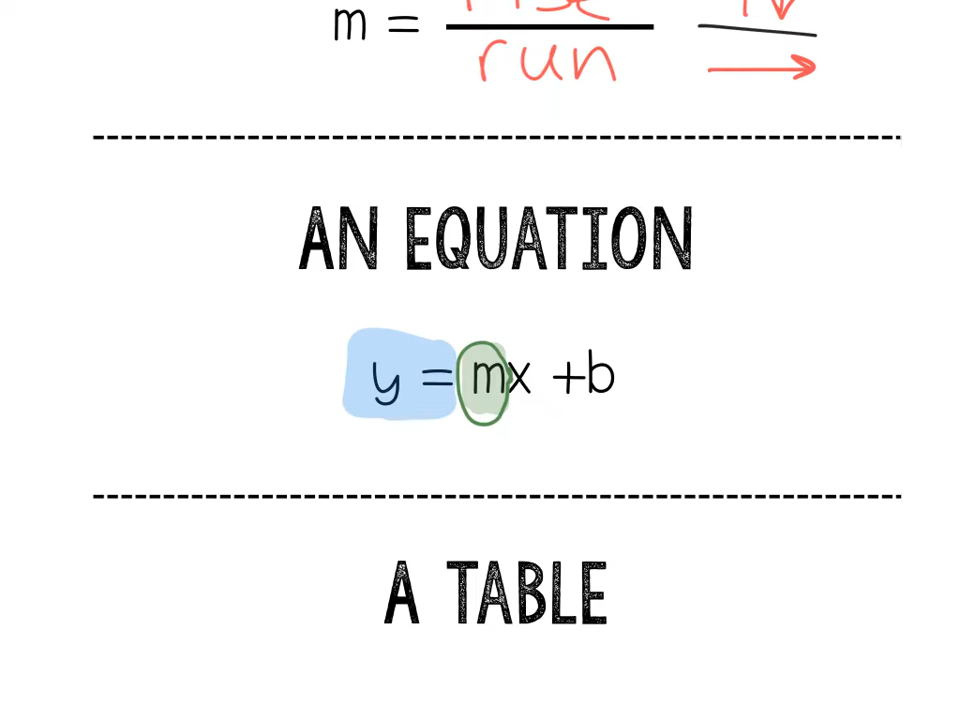 m = rise
run
AN EQUATION
y = mx + b
A TABLE